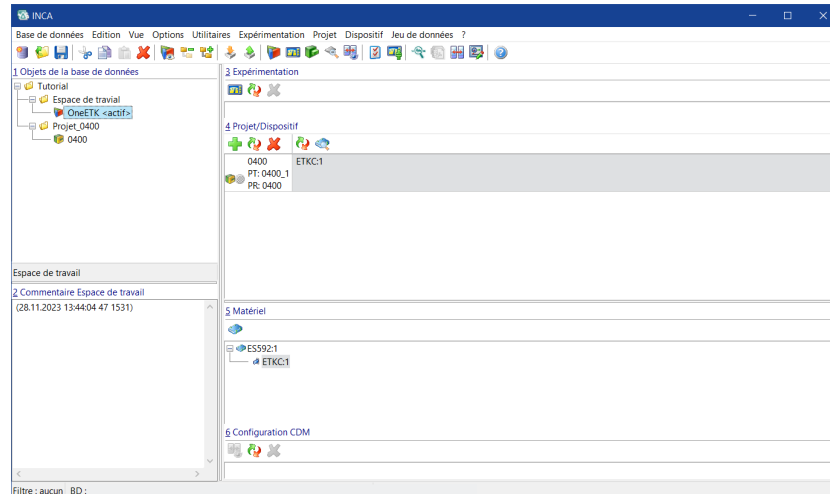 INCA
Base de données Edition Vue Options Utilitaires Expérimentation Projet Dispositif Jeu de données ?
1 Objets de la base de données
Tutorial
Espace de travial
OneETK <actif>
Projet_0400
0400
Espace de travail
2 Commentaire Espace de travail
(28.11.2023 13:44:04 47 1531)
3 Expérimentation
4 Projet/Dispositif
0400 ETKC:1
PT: 0400_1
PR: 0400
5 Matériel
ES592:1
ETKC:1
6 Configuration CDM
Filtre : aucun BD :